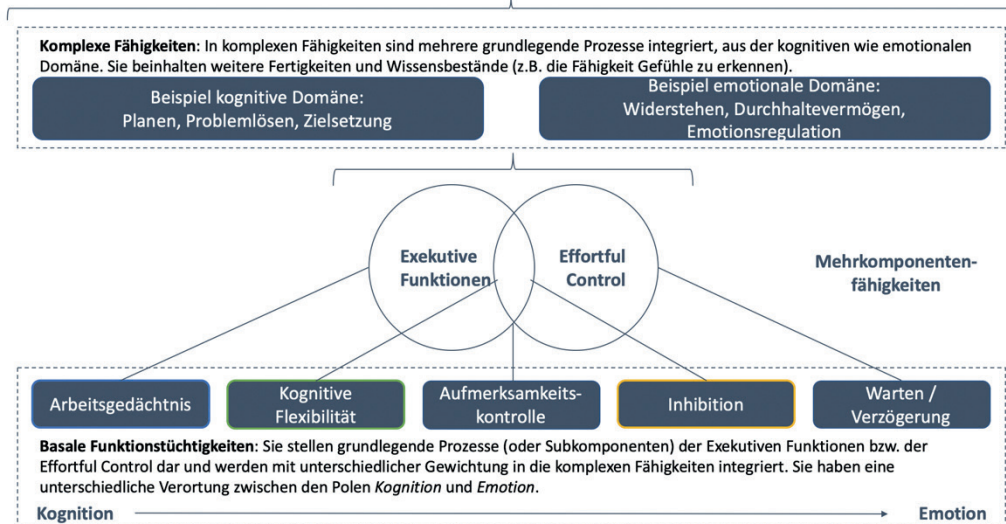 Komplexe Fähigkeiten: In komplexen Fähigkeiten sind mehrere grundlegende Prozesse integriert, aus der kognitiven wie emotionalen
Domäne. Sie beinhalten weitere Fertigkeiten und Wissensbestände (z.B. die Fähigkeit Gefühle zu erkennen).
Beispiel kognitive Domäne:
Planen, Problemlösen, Zielsetzung
Beispiel emotionale Domäne:
Widerstehen, Durchhaltevermögen,
Emotionsregulation
Exekutive
Funktionen
Effortful
Control
Mehrkomponenten-
fähigkeiten
Arbeitsgedächtnis
Kognitive
Flexibilität
Aufmerksamkeits-
kontrolle
Inhibition
Warten /
Verzögerung
Basale Funktionstüchtigkeiten: Sie stellen grundlegende Prozesse (oder Subkomponenten) der Exekutiven Funktionen bzw. der
Effortful Control dar und werden mit unterschiedlicher Gewichtung in die komplexen Fähigkeiten integriert. Sie haben eine
unterschiedliche Verortung zwischen den Polen Kognition und Emotion.
Kognition
Emotion